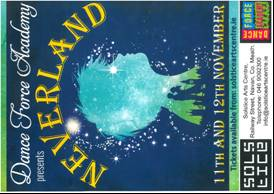 Dance Force Academy
presents
NEVERLAND
11TH AND 12TH NOVEMBER
Tickets available from: solsticeartscentre.ie
DANCE
FORCE
Solstice Arts Centre,
Railway Street, Navan, Co. Meath
Telephone: 046 9092300
info@solsticeartscentre.ie
sols
tice